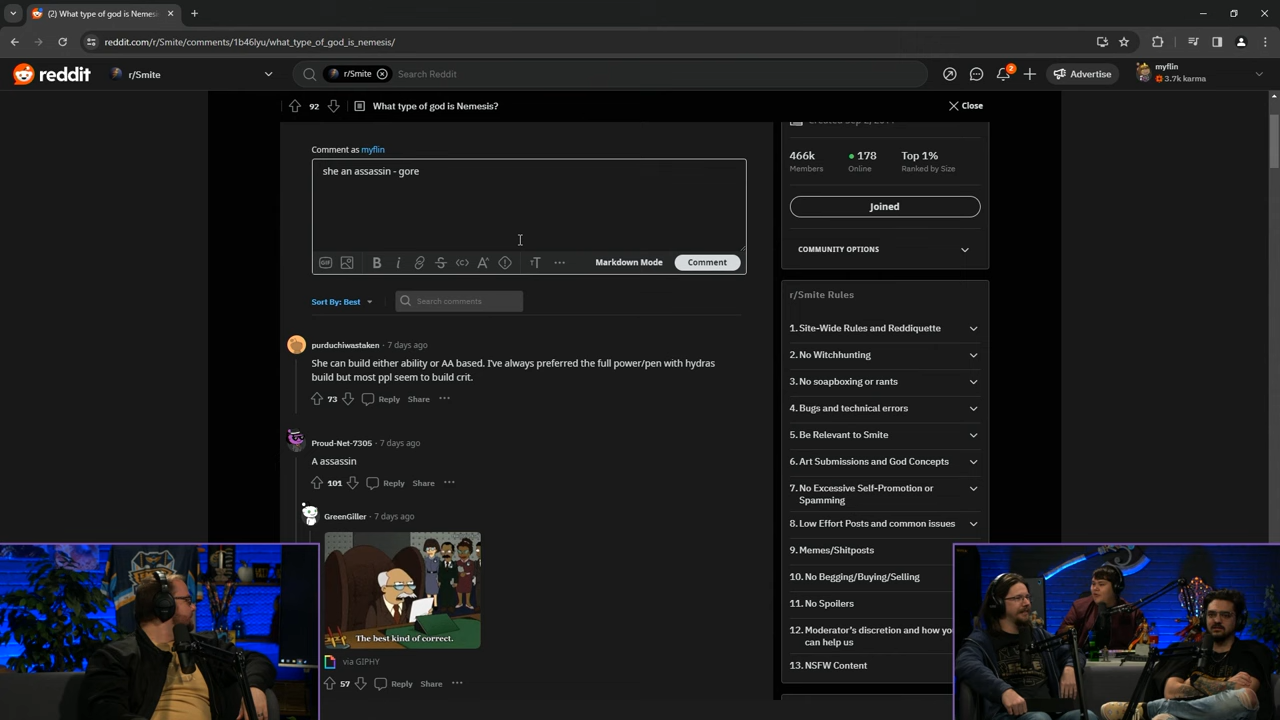 (2) What type of god is Nemesis
reddit.com/r/Smite/comments/1b46lyu/what_type_of_god_is_nemesis/
reddit
r/Smite
r/Smite
Search Reddit
2
Advertise
myflin
3.7k karma
92
What type of god is Nemesis?
Close
Comment as myflin
she an assassin - gore
GIF
Markdown Mode
Comment
Sort By: Best
Search comments
purduchiwastaken · 7 days ago
She can build either ability or AA based. I've always preferred the full power/pen with hydras
build but most ppl seem to build crit.
73
Reply
Share
Proud-Net-7305 · 7 days ago
A assassin
101
Reply
Share
GreenGiller · 7 days ago
The best kind of correct.
via GIPHY
57
Reply
Share
466k
178
Top 1%
Members
Online
Ranked by Size
Joined
COMMUNITY OPTIONS
r/Smite Rules
1. Site-Wide Rules and Reddiquette
2. No Witchhunting
3. No soapboxing or rants
4. Bugs and technical errors
5. Be Relevant to Smite
6. Art Submissions and God Concepts
7. No Excessive Self-Promotion or
Spamming
8. Low Effort Posts and common issues
9. Memes/Shitposts
10. No Begging/Buying/Selling
11. No Spoilers
12. Moderator's discretion and how you
can help us
13. NSFW Content